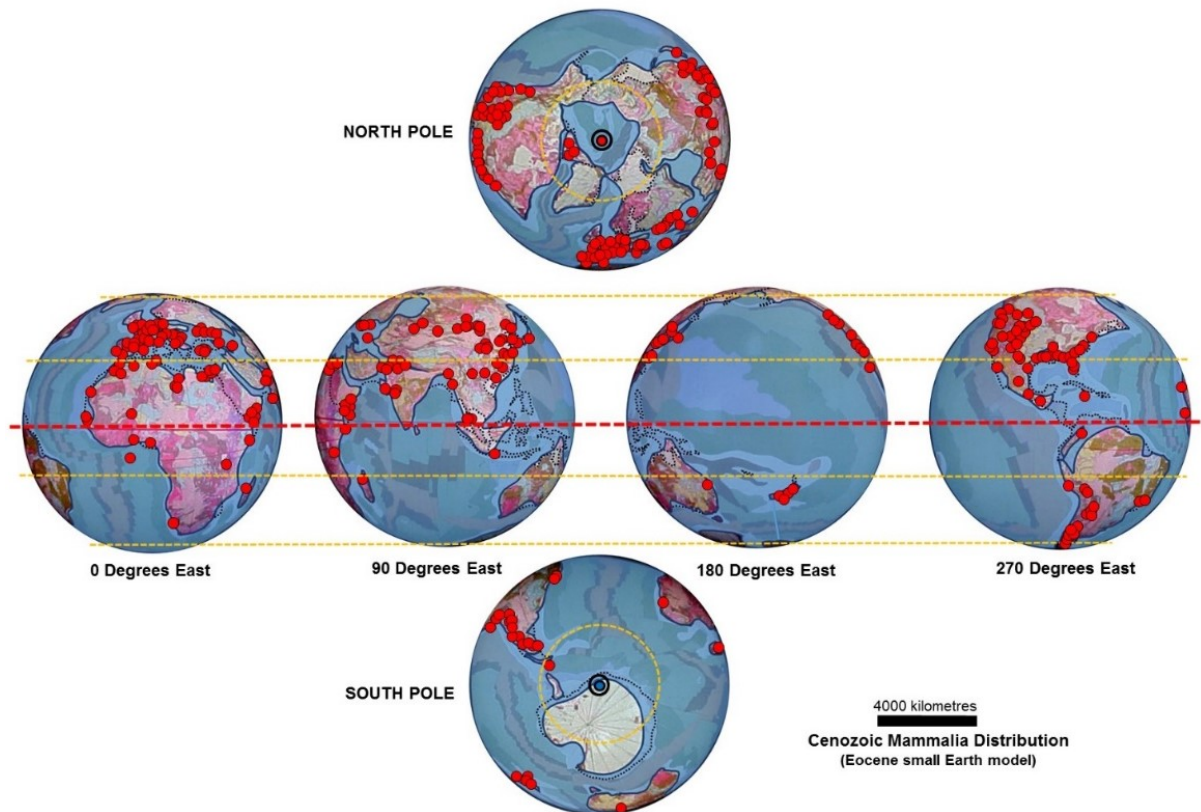 NORTH POLE
0 Degrees East
90 Degrees East
180 Degrees East
270 Degrees East
SOUTH POLE
4000 kilometres
Cenozoic Mammalia Distribution
(Eocene small Earth model)